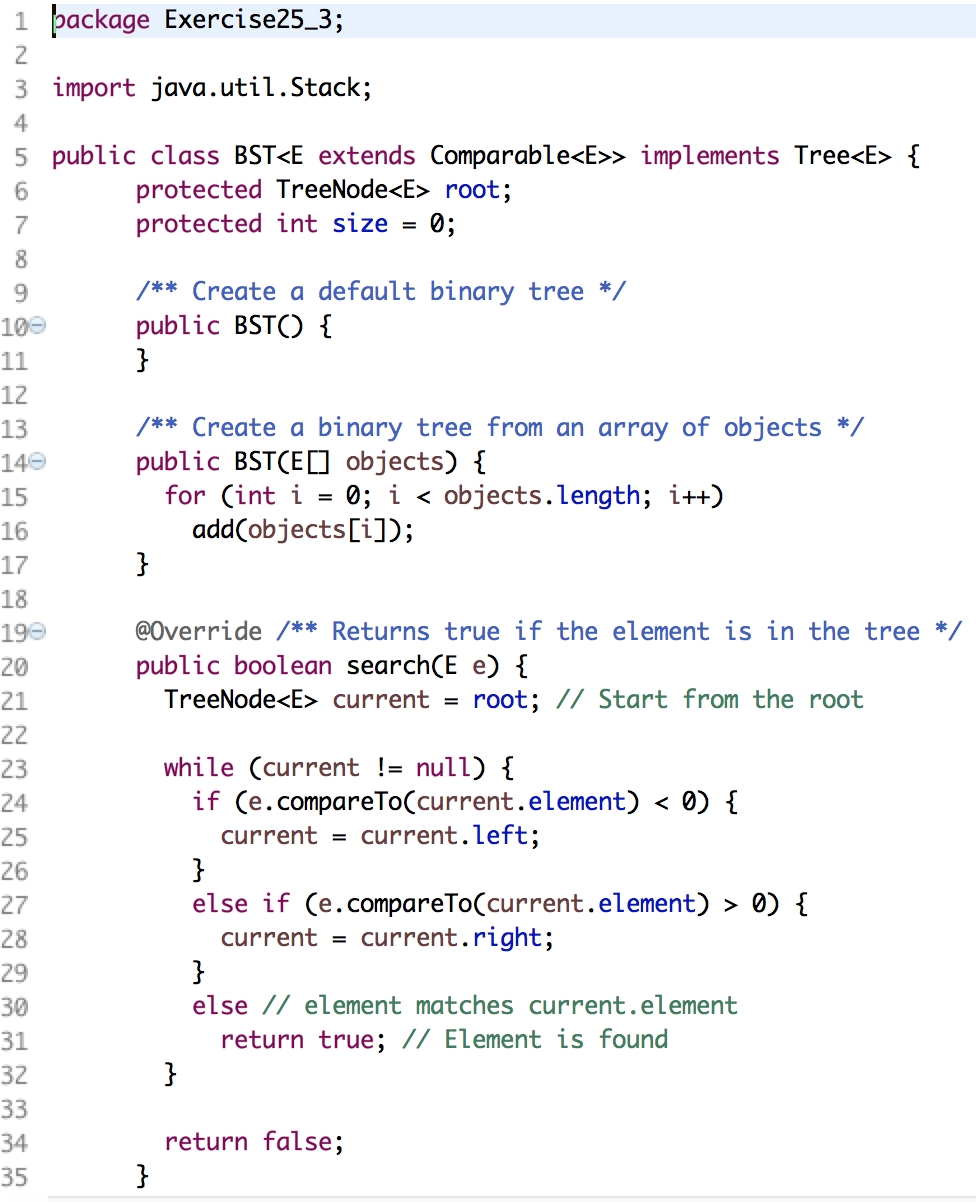 1 package Exercise25_3;
2
3 import java.util.Stack;
4
5 public class BST<E extends Comparable<E>> implements Tree<E> {
6 protected TreeNode<E> root;
7 protected int size = 0;
8
9 /** Create a default binary tree */
10 public BST() {
11 }
12
13 /** Create a binary tree from an array of objects */
14 public BST(E[] objects) {
15 for (int i = 0; i < objects.length; i++)
16 add(objects[i]);
17 }
18
19 @Override /** Returns true if the element is in the tree */
20 public boolean search(E e) {
21 TreeNode<E> current = root; // Start from the root
22
23 while (current != null) {
24 if (e.compareTo(current.element) < 0) {
25 current = current.left;
26 }
27 else if (e.compareTo(current.element) > 0) {
28 current = current.right;
29 }
30 else // element matches current.element
31 return true; // Element is found
32 }
33
34 return false;
35 }